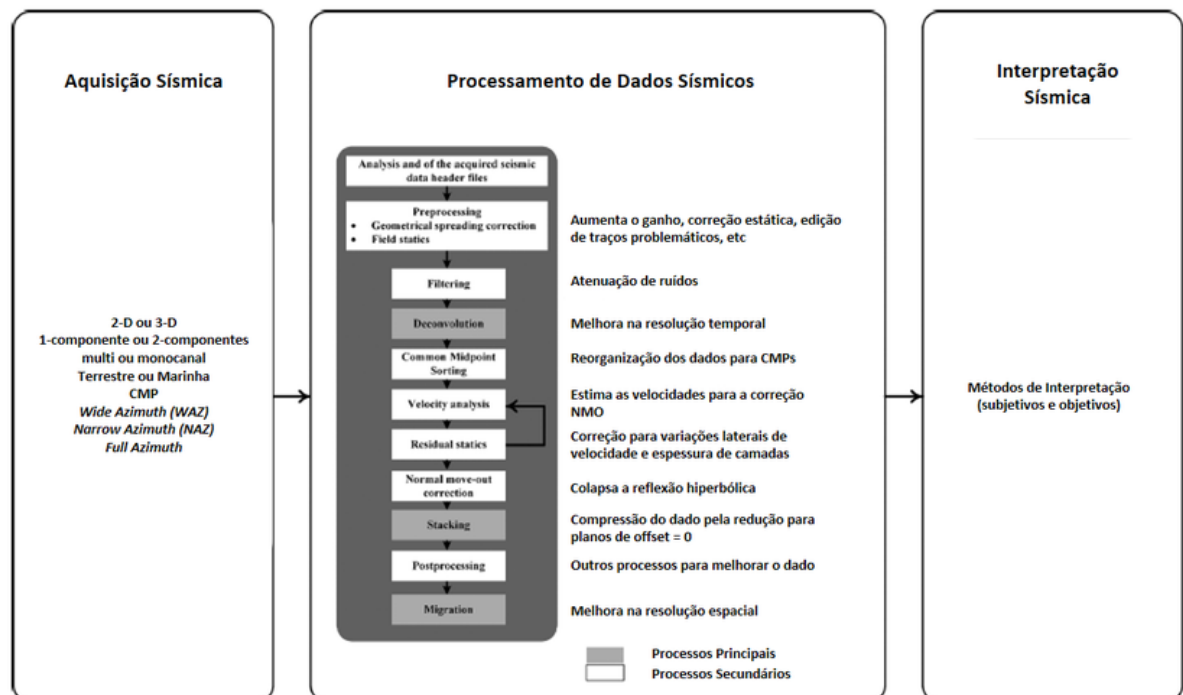 Aquisição Sísmica
2-D ou 3-D
1-componente ou 2-componentes
multi ou monocanal
Terrestre ou Marinha
CMP
Wide Azimuth (WAZ)
Narrow Azimuth (NAZ)
Full Azimuth
Processamento de Dados Sísmicos
Analysis and of the acquired seismic
data header files
Preprocessing
• Geometrical spreading correction
• Field statics
Aumenta o ganho, correção estática, edição
de traços problemáticos, etc
Filtering
Atenuação de ruídos
Deconvolution
Melhora na resolução temporal
Common Midpoint
Sorting
Reorganização dos dados para CMPs
Velocity analysis
Estima as velocidades para a correção
NMO
Residual statics
Correção para variações laterais de
velocidade e espessura de camadas
Normal move-out
correction
Colapsa a reflexão hiperbólica
Stacking
Compressão do dado pela redução para
planos de offset = 0
Postprocessing
Outros processos para melhorar o dado
Migration
Melhora na resolução espacial
Processos Principais
Processos Secundários
Interpretação
Sísmica
Métodos de Interpretação
(subjetivos e objetivos)